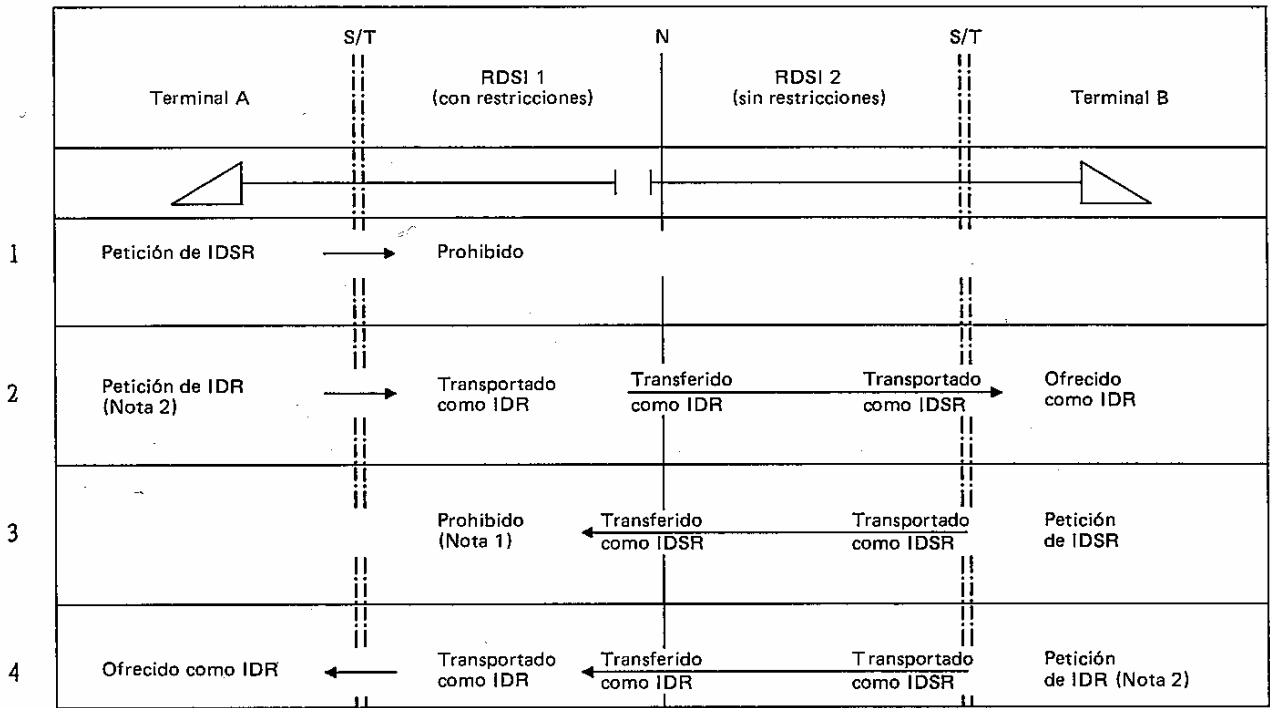 S/T N S/T
Terminal A
RDSI 1
(con restricciones)
RDSI 2
(sin restricciones)
Terminal B
1
Petición de IDSR
Prohibido
2
Petición de IDR
(Nota 2)
Transportado
como IDR
Transferido
como IDR
Transportado
como IDSR
Ofrecido
como IDR
3
Prohibido
(Nota 1)
Transferido
como IDSR
Transportado
como IDSR
Petición
de IDSR
4
Ofrecido como IDR
Transportado
como IDR
Transferido
como IDR
Transportado
como IDSR
Petición
de IDR (Nota 2)